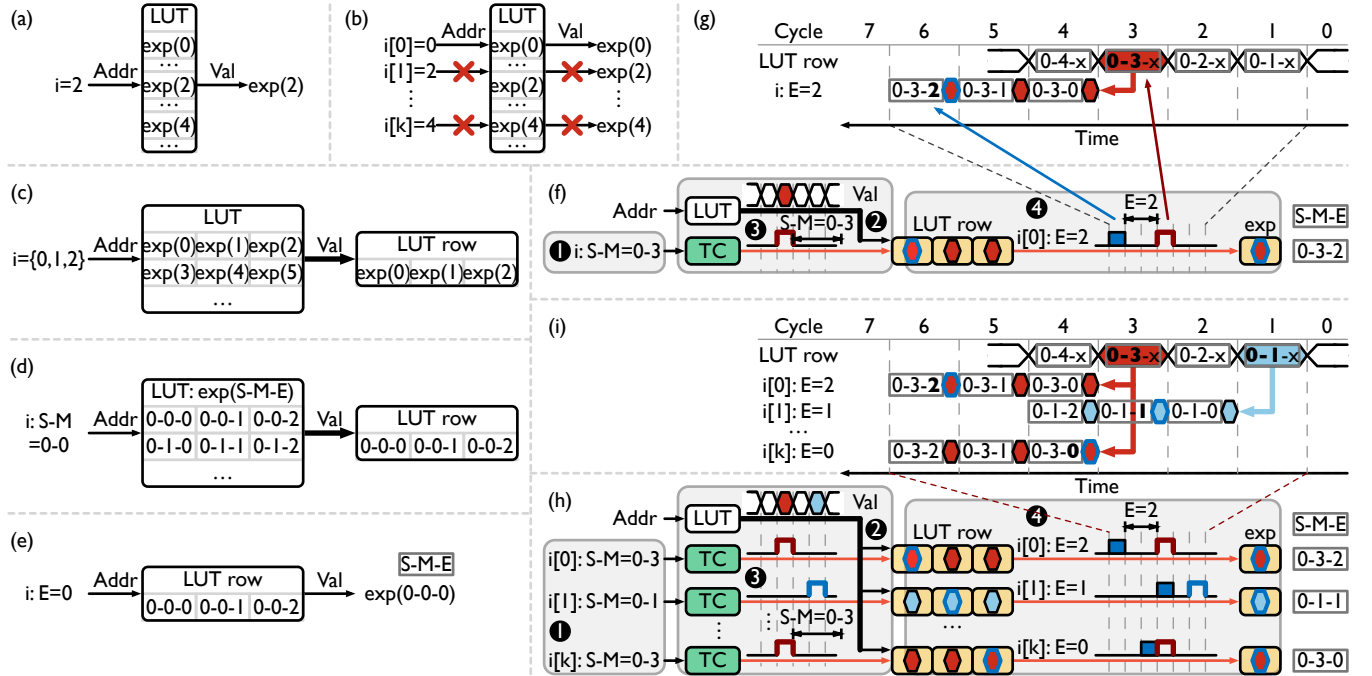 (a)
LUT
exp(0)
...
Addr
i=2
exp(2)
Val
exp(2)
...
exp(4)
...
(b)
LUT
Addr
Val
i[0]=0
exp(0)
exp(0)
...
i[1]=2
exp(2)
exp(2)
...
i[k]=4
exp(4)
exp(4)
...
(c)
LUT
exp(0) exp(1) exp(2)
exp(3) exp(4) exp(5)
...
i={0,1,2}
Addr
Val
LUT row
exp(0) exp(1) exp(2)
(d)
LUT: exp(S-M-E)
0-0-0 0-0-1 0-0-2
0-1-0 0-1-1 0-1-2
...
i: S-M
=0-0
Addr
Val
LUT row
0-0-0 0-0-1 0-0-2
(e)
i: E=0
Addr
LUT row
0-0-0 0-0-1 0-0-2
Val
S-M-E
exp(0-0-0)
(g)
Cycle 7 6 5 4 3 2 1 0
LUT row 0-4-x 0-3-x 0-2-x 0-1-x
i: E=2 0-3-2 0-3-1 0-3-0
Time
(f)
Addr
LUT
Val
2
1 i: S-M=0-3
TC
3
S-M=0-3
LUT row
4
E=2
i[0]: E=2
exp
S-M-E
0-3-2
(i)
Cycle 7 6 5 4 3 2 1 0
LUT row 0-4-x 0-3-x 0-2-x 0-1-x
i[0]: E=2 0-3-2 0-3-1 0-3-0
i[1]: E=1 0-1-2 0-1-1 0-1-0
...
i[k]: E=0 0-3-2 0-3-1 0-3-0
Time
(h)
Addr
LUT
Val
2
LUT row
4
E=2
exp
S-M-E
i[0]: S-M=0-3
TC
i[0]: E=2
0-3-2
i[1]: S-M=0-1
TC
3
i[1]: E=1
0-1-1
1
S-M=0-3
...
i[k]: S-M=0-3
TC
i[k]: E=0
0-3-0